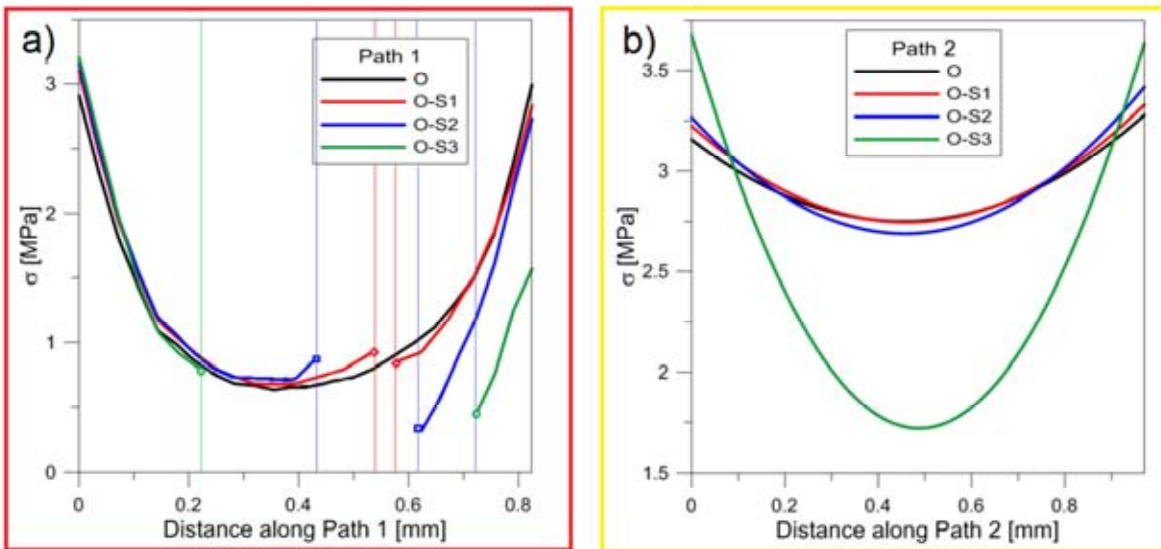 a)
Path 1
O
O-S1
O-S2
O-S3
σ [MPa]
3
2
1
0
0 0.2 0.4 0.6 0.8
Distance along Path 1 [mm]
b)
Path 2
O
O-S1
O-S2
O-S3
σ [MPa]
3.5
3
2.5
2
1.5
0 0.2 0.4 0.6 0.8
Distance along Path 2 [mm]